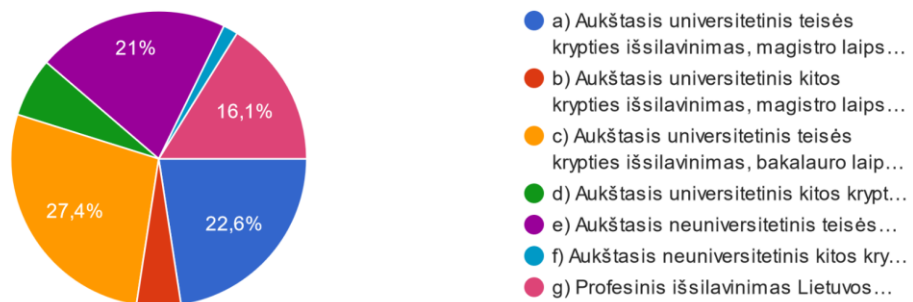 21%
16,1%
27,4%
22,6%
a) Aukštasis universitetinis teisės
krypties išsilavinimas, magistro laips…
b) Aukštasis universitetinis kitos
krypties išsilavinimas, magistro laips…
c) Aukštasis universitetinis teisės
krypties išsilavinimas, bakalauro laip…
d) Aukštasis universitetinis kitos krypt…
e) Aukštasis neuniversitetinis teisės…
f) Aukštasis neuniversitetinis kitos kry…
g) Profesinis išsilavinimas Lietuvos…